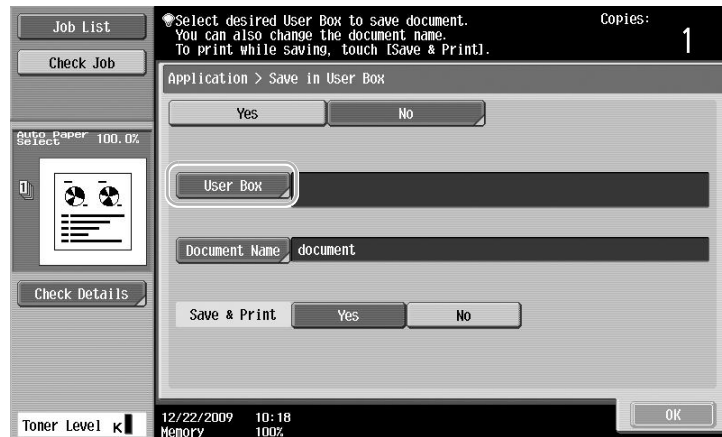 Job List
Check Job
Select desired User Box to save document.
You can also change the document name.
To print while saving, touch [Save & Print].
Copies:
1
Application > Save in User Box
Yes
No
Auto Paper Select 100.0%
1
User Box
Document Name
document
Check Details
Save & Print
Yes
No
Toner Level K
12/22/2009 10:18
Memory 100%
OK